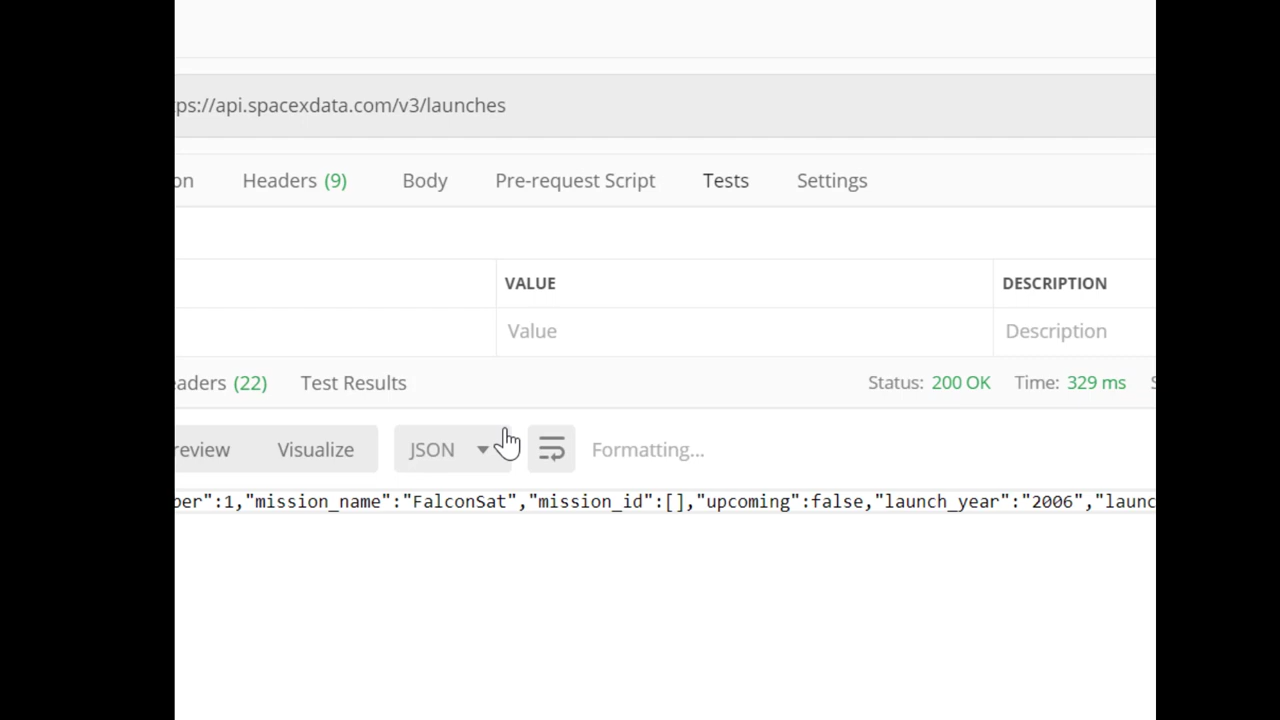 ps://api.spacexdata.com/v3/launches
on Headers (9) Body Pre-request Script Tests Settings
VALUE DESCRIPTION
Value Description
eaders (22) Test Results Status: 200 OK Time: 329 ms S
review Visualize JSON Formatting...
ber":1,"mission_name":"FalconSat","mission_id":[],"upcoming":false,"launch_year":"2006","launc